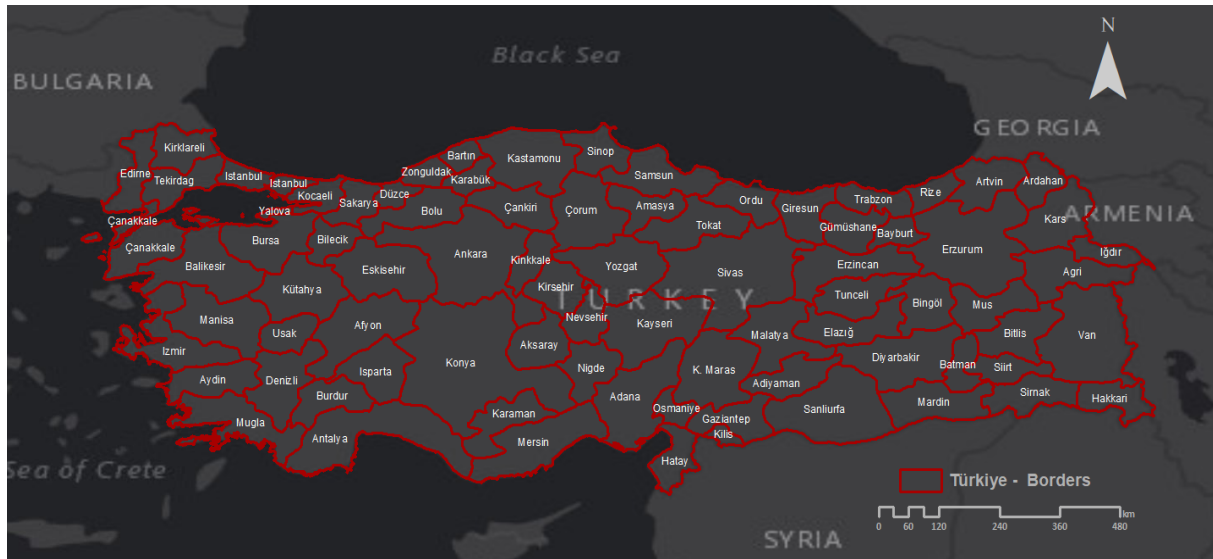 N
Black Sea
BULGARIA
GEORGIA
ARMENIA
Kirklareli
Edirne
Tekirdag
Istanbul
Istanbul
Kocaeli
Yalova
Sakarya
Düzce
Zonguldak
Bartın
Karabük
Kastamonu
Sinop
Samsun
Bolu
Çankiri
Çorum
Amasya
Ordu
Tokat
Giresun
Trabzon
Gümüshane
Bayburt
Rize
Artvin
Ardahan
Kars
Çanakkale
Çanakkale
Bursa
Bilecik
Balikesir
Eskisehir
Kütahya
Ankara
Kirikkale
Kirsehir
Yozgat
Sivas
Erzincan
Erzurum
Iğdır
Agri
TURKEY
Tunceli
Bingöl
Mus
Manisa
Usak
Afyon
Nevsehir
Kayseri
Malatya
Elazığ
Bitlis
Van
Izmir
Aydin
Denizli
Isparta
Konya
Aksaray
Nigde
K. Maras
Adiyaman
Diyarbakir
Batman
Siirt
Burdur
Mugla
Antalya
Karaman
Mersin
Adana
Osmaniye
Gaziantep
Kilis
Sanliurfa
Mardin
Sirnak
Hakkari
Hatay
Sea of Crete
SYRIA
Türkiye - Borders
km
0 60 120 240 360 480